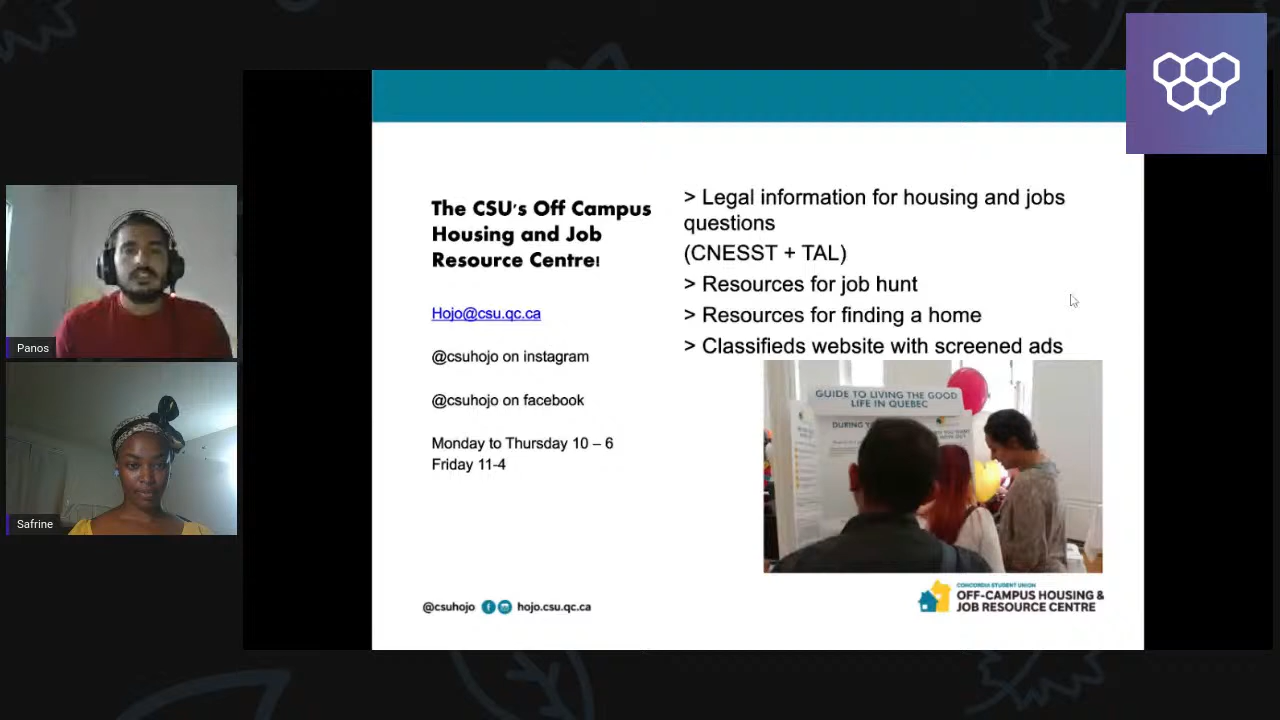 The CSU's Off Campus
Housing and Job
Resource Centre!
Hojo@csu.qc.ca
@csuhojo on instagram
@csuhojo on facebook
Monday to Thursday 10 – 6
Friday 11-4
> Legal information for housing and jobs
questions
(CNESST + TAL)
> Resources for job hunt
> Resources for finding a home
> Classifieds website with screened ads
GUIDE TO LIVING THE GOOD
LIFE IN QUEBEC
@csuhojo
hojo.csu.qc.ca
CONCORDIA STUDENT UNION
OFF-CAMPUS HOUSING &
JOB RESOURCE CENTRE
Panos
Safrine